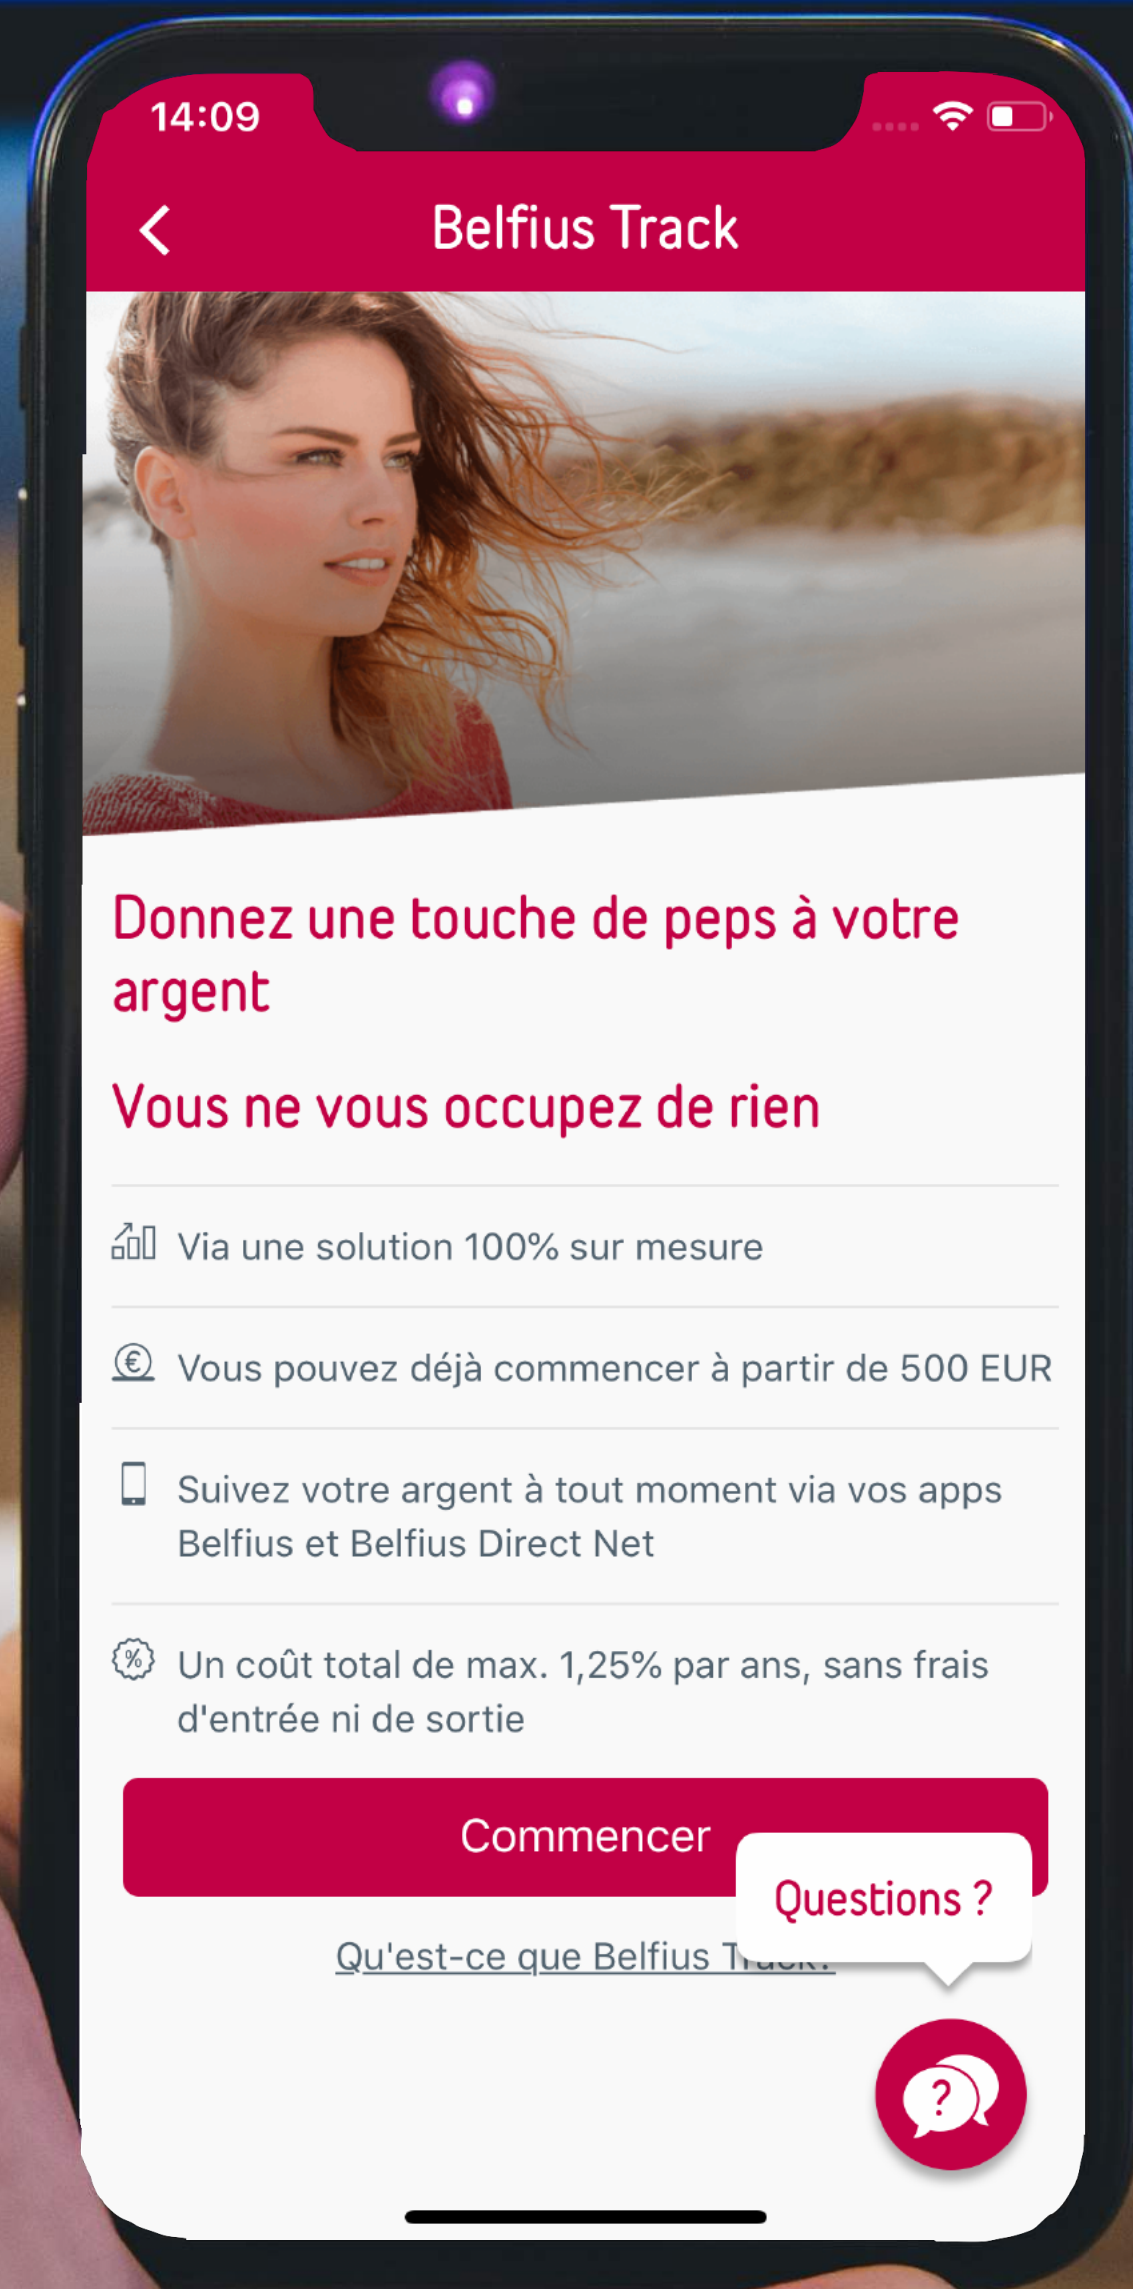 14:09
Belfius Track
Donnez une touche de peps à votre
argent
Vous ne vous occupez de rien
Via une solution 100% sur mesure
Vous pouvez déjà commencer à partir de 500 EUR
Suivez votre argent à tout moment via vos apps
Belfius et Belfius Direct Net
% Un coût total de max. 1,25% par ans, sans frais
d'entrée ni de sortie
Commencer
Questions ?
Qu'est-ce que Belfius Track?
?